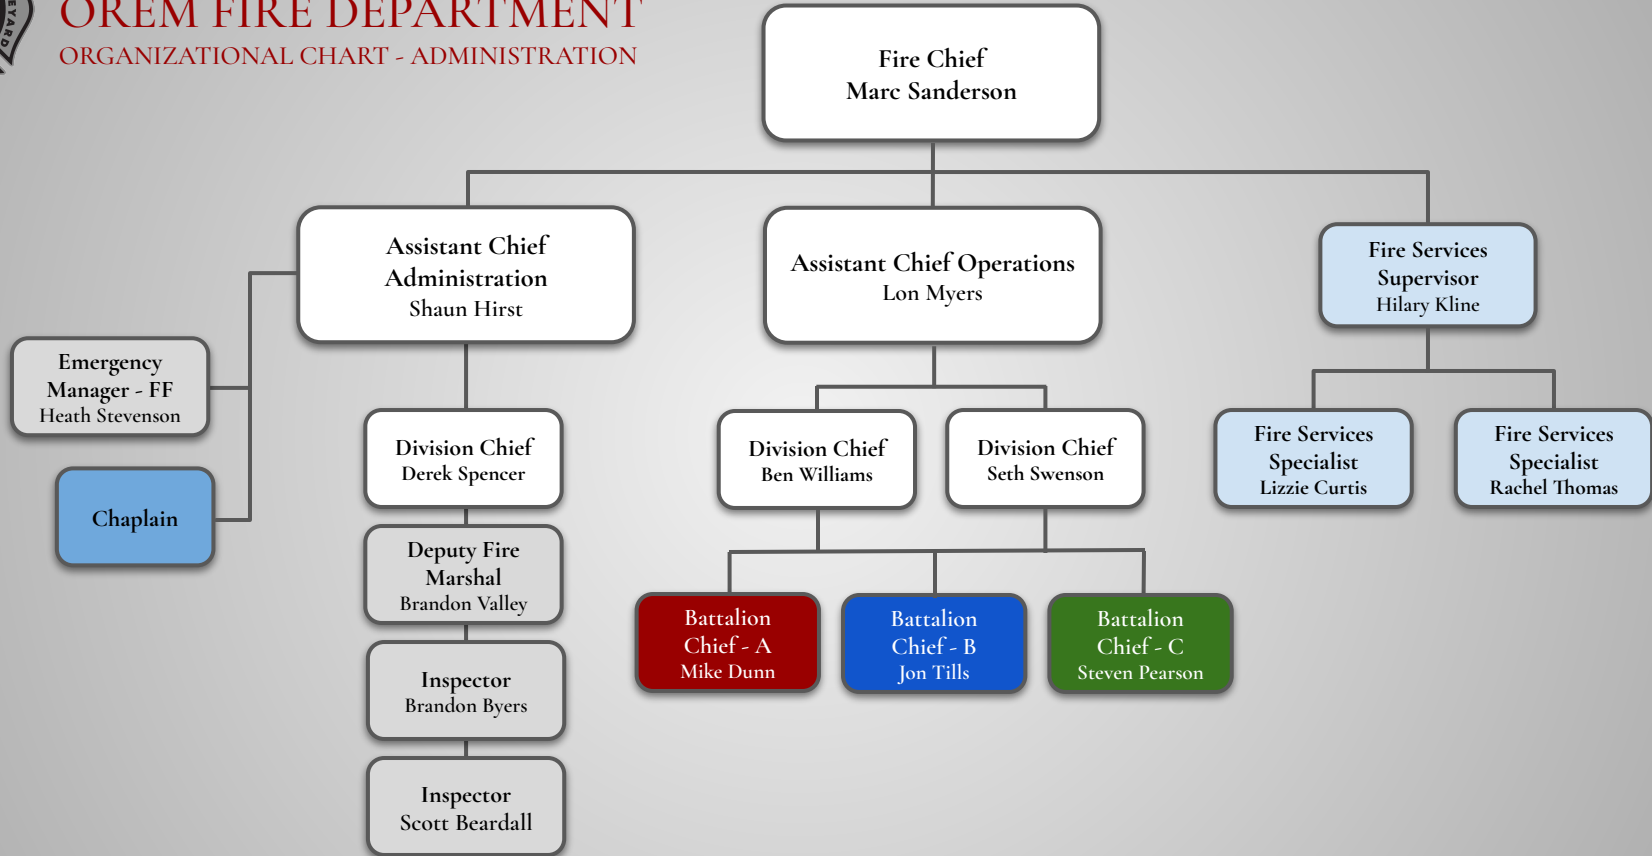 OREM FIRE DEPARTMENT
ORGANIZATIONAL CHART - ADMINISTRATION
Fire Chief
Marc Sanderson
Assistant Chief
Administration
Shaun Hirst
Assistant Chief Operations
Lon Myers
Fire Services
Supervisor
Hilary Kline
Emergency
Manager - FF
Heath Stevenson
Chaplain
Division Chief
Derek Spencer
Deputy Fire
Marshal
Brandon Valley
Inspector
Brandon Byers
Inspector
Scott Beardall
Division Chief
Ben Williams
Division Chief
Seth Swenson
Battalion
Chief - A
Mike Dunn
Battalion
Chief - B
Jon Tills
Battalion
Chief - C
Steven Pearson
Fire Services
Specialist
Lizzie Curtis
Fire Services
Specialist
Rachel Thomas